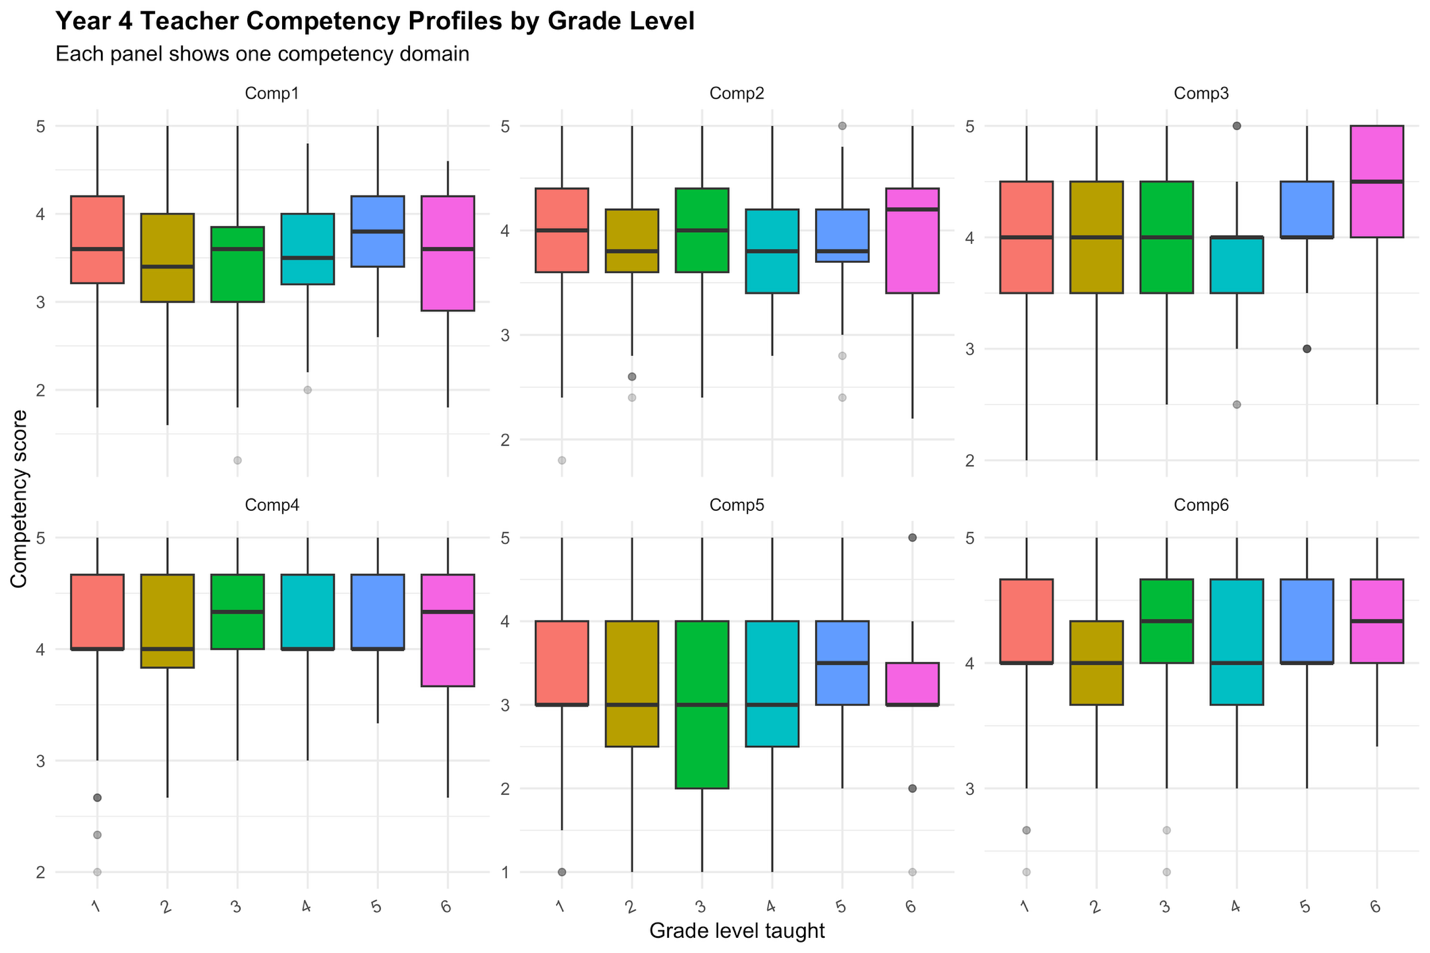 Year 4 Teacher Competency Profiles by Grade Level
Each panel shows one competency domain
Comp1
Comp2
Comp3
5
4
3
2
5
4
3
2
5
4
3
2
Competency score
Comp4
Comp5
Comp6
5
4
3
2
5
4
3
2
1
5
4
3
1 2 3 4 5 6
1 2 3 4 5 6
1 2 3 4 5 6
Grade level taught